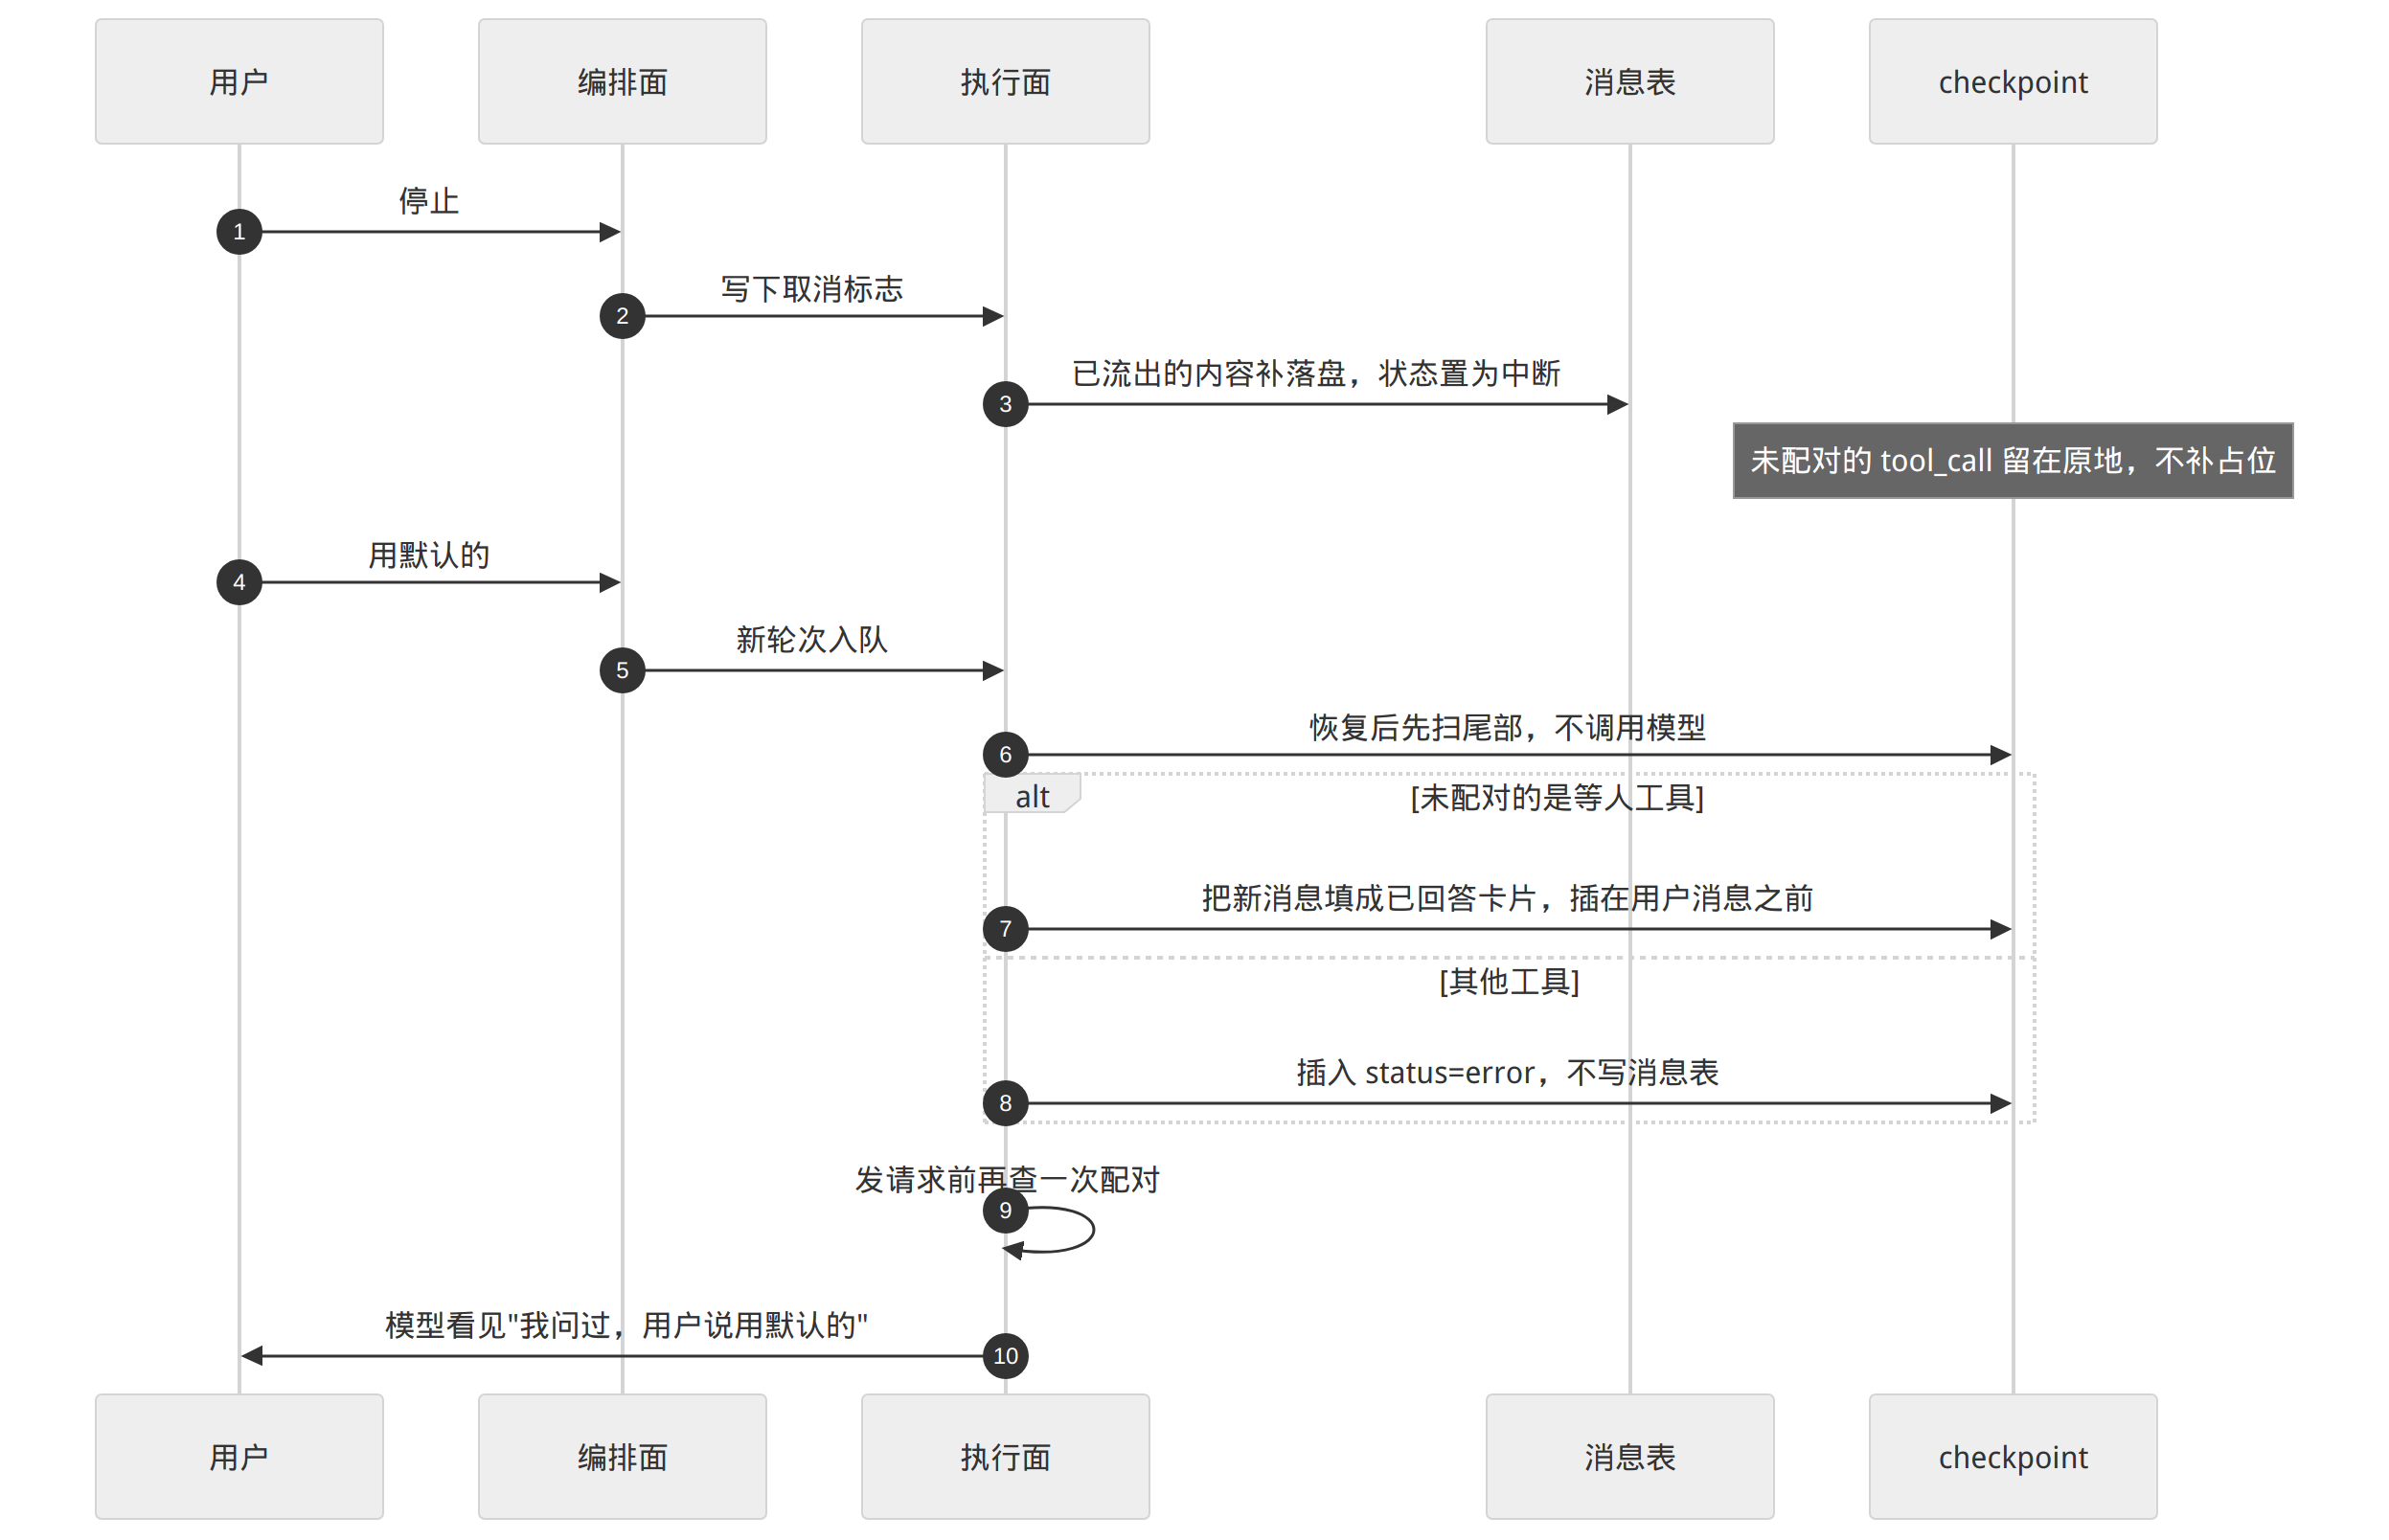 用户
编排面
执行面
消息表
checkpoint
停止
1
写下取消标志
2
已流出的内容补落盘，状态置为中断
3
未配对的 tool_call 留在原地，不补占位
用默认的
4
新轮次入队
5
恢复后先扫尾部，不调用模型
6
alt
[未配对的是等人工具]
把新消息填成已回答卡片，插在用户消息之前
7
[其他工具]
插入 status=error，不写消息表
8
发请求前再查一次配对
9
模型看见"我问过，用户说用默认的"
10
用户
编排面
执行面
消息表
checkpoint